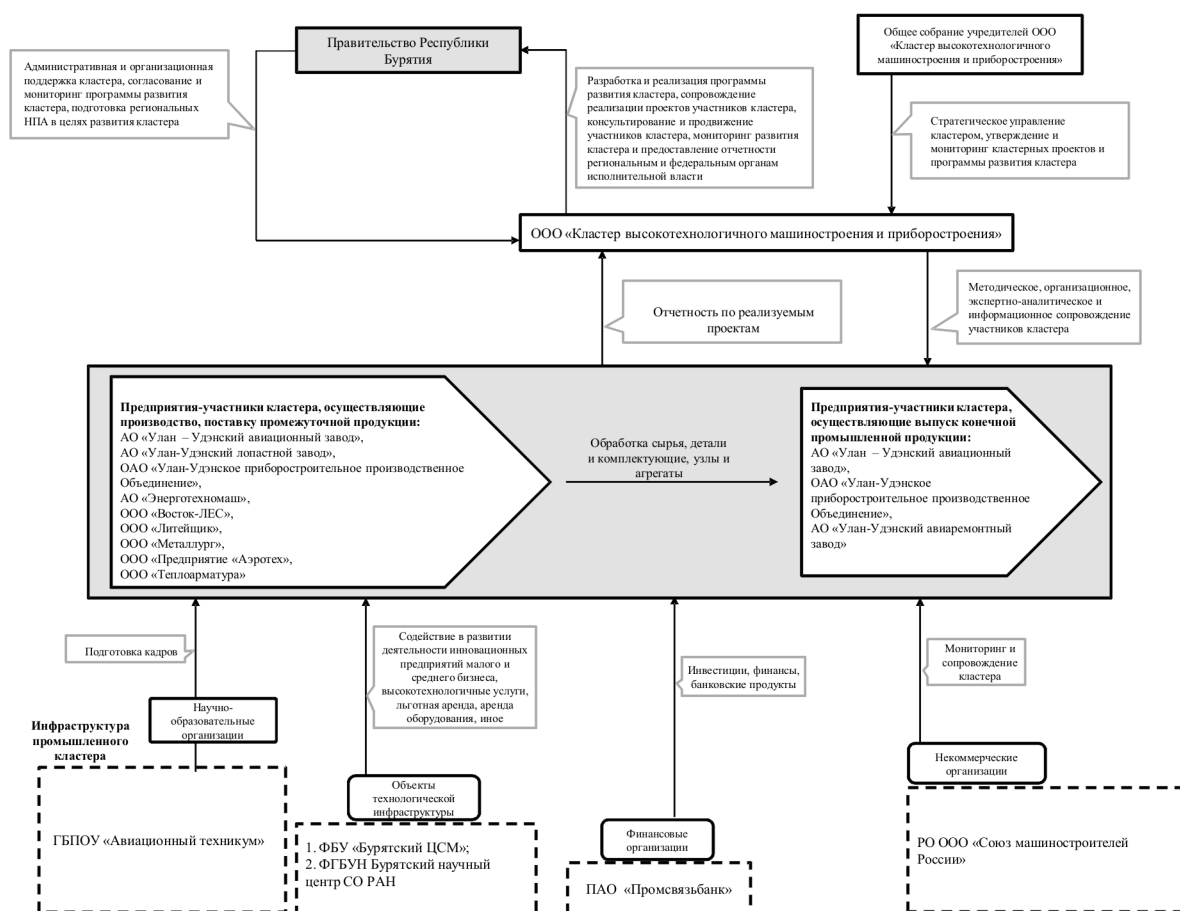 Правительство Республики
Бурятия
Общее собрание учредителей ООО
«Кластер высокотехнологичного
машиностроения и приборостроения»
Административная и организационная
поддержка кластера, согласование и
мониторинг программы развития
кластера, подготовка региональных
НПА в целях развития кластера
Разработка и реализация программы
развития кластера, сопровождение
реализации проектов участников кластера,
консультирование и продвижение
участников кластера, мониторинг развития
кластера и предоставление отчетности
региональным и федеральным органам
исполнительной власти
Стратегическое управление
кластером, утверждение и
мониторинг кластерных проектов и
программы развития кластера
ООО «Кластер высокотехнологичного машиностроения и приборостроения»
Отчетность по реализуемым
проектам
Методическое, организационное,
экспертно-аналитическое и
информационное сопровождение
участников кластера
Предприятия-участники кластера, осуществляющие
производство, поставку промежуточной продукции:
АО «Улан – Удэнский авиационный завод»,
АО «Улан-Удэнский лопастной завод»,
ОАО «Улан-Удэнское приборостроительное производственное
Объединение»,
АО «Энерготехномаш»,
ООО «Восток-ЛЕС»,
ООО «Литейщик»,
ООО «Металлург»,
ООО «Предприятие «Аэротех»,
ООО «Теплоарматура»
Обработка сырья, детали
и комплектующие, узлы и
агрегаты
Предприятия-участники кластера,
осуществляющие выпуск конечной
промышленной продукции:
АО «Улан – Удэнский авиационный
завод»,
ОАО «Улан-Удэнское
приборостроительное производственное
Объединение»,
АО «Улан-Удэнский авиаремонтный
завод»
Подготовка кадров
Содействие в развитии
деятельности инновационных
предприятий малого и
среднего бизнеса,
высокотехнологичные услуги,
льготная аренда, аренда
оборудования, иное
Инвестиции, финансы,
банковские продукты
Мониторинг и
сопровождение
кластера
Инфраструктура
промышленного
кластера
Научно-
образовательные
организации
ГБПОУ «Авиационный техникум»
Объекты
технологической
инфраструктуры
1. ФБУ «Бурятский ЦСМ»;
2. ФГБУН Бурятский научный
центр СО РАН
Финансовые
организации
ПАО «Промсвязьбанк»
Некоммерческие
организации
РО ООО «Союз машиностроителей
России»